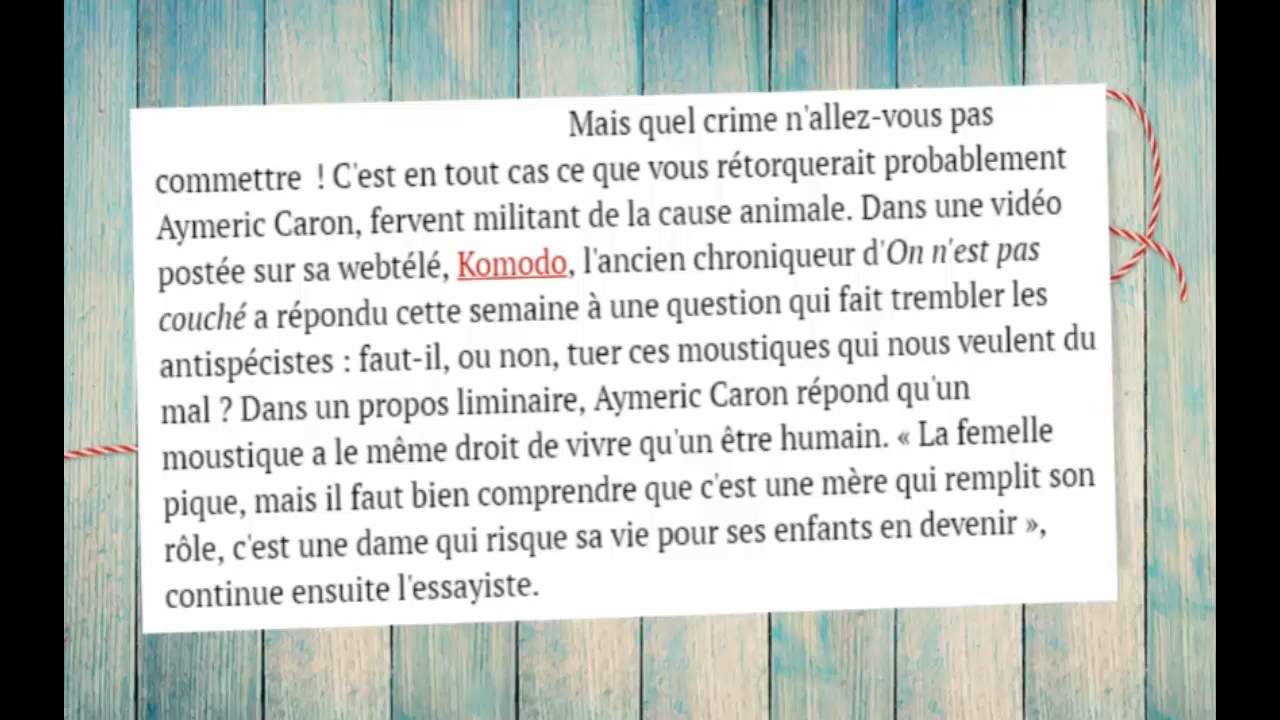 Mais quel crime n'allez-vous pas
commettre ! C'est en tout cas ce que vous rétorquerait probablement
Aymeric Caron, fervent militant de la cause animale. Dans une vidéo
postée sur sa webtélé, Komodo, l'ancien chroniqueur d'On n'est pas
couché a répondu cette semaine à une question qui fait trembler les
antispécistes : faut-il, ou non, tuer ces moustiques qui nous veulent du
mal ? Dans un propos liminaire, Aymeric Caron répond qu'un
moustique a le même droit de vivre qu'un être humain. « La femelle
pique, mais il faut bien comprendre que c'est une mère qui remplit son
rôle, c'est une dame qui risque sa vie pour ses enfants en devenir »,
continue ensuite l'essayiste.